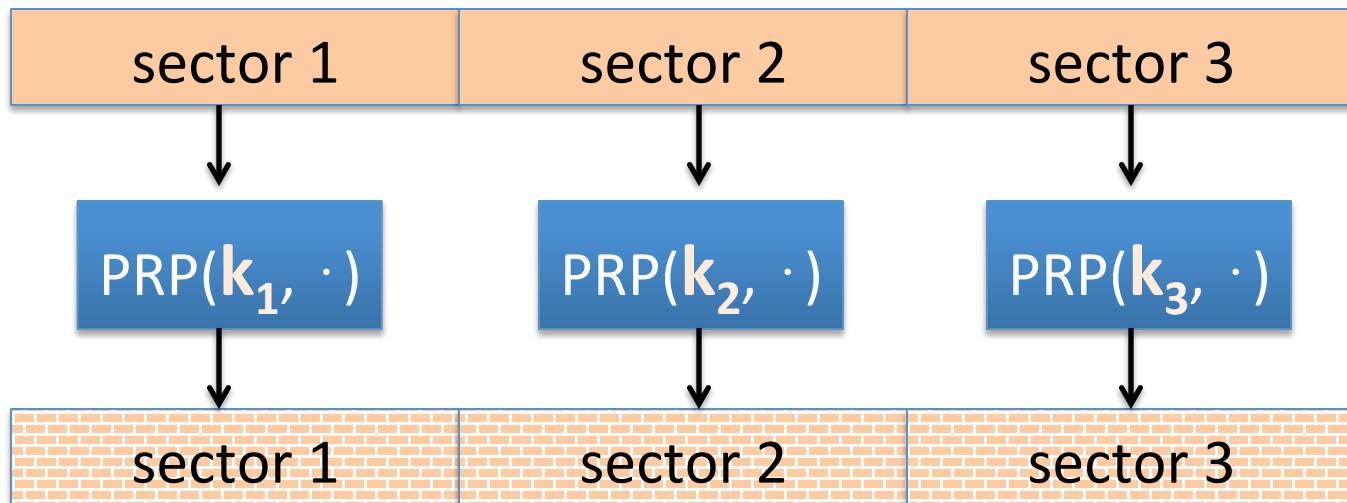 sector 1 sector 2 sector 3
PRP(k₁, ·) PRP(k₂, ·) PRP(k₃, ·)
sector 1 sector 2 sector 3